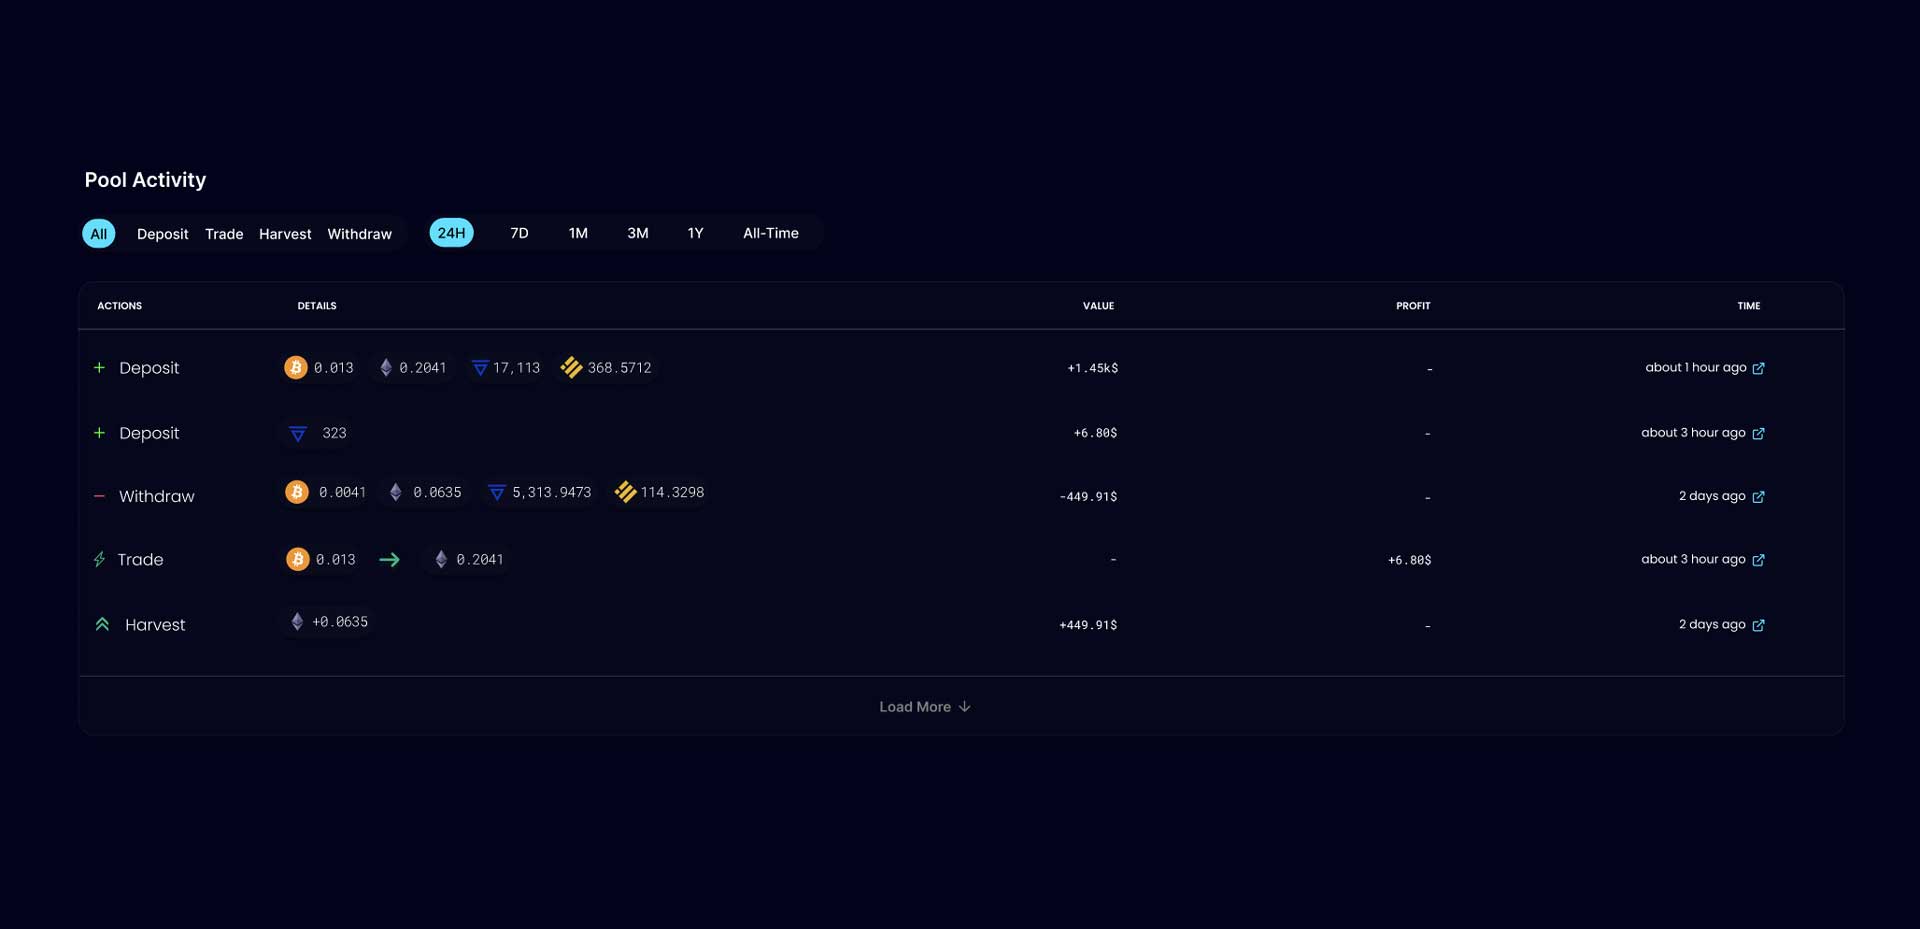 Pool Activity
All Deposit Trade Harvest Withdraw 24H 7D 1M 3M 1Y All-Time
ACTIONS DETAILS VALUE PROFIT TIME
+ Deposit 0.013 0.2041 17,113 368.5712 +1.45k$ - about 1 hour ago
+ Deposit 323 +6.80$ - about 3 hour ago
- Withdraw 0.0041 0.0635 5,313.9473 114.3298 -449.91$ - 2 days ago
Trade 0.013 → 0.2041 - +6.80$ about 3 hour ago
Harvest +0.0635 +449.91$ - 2 days ago
Load More ↓